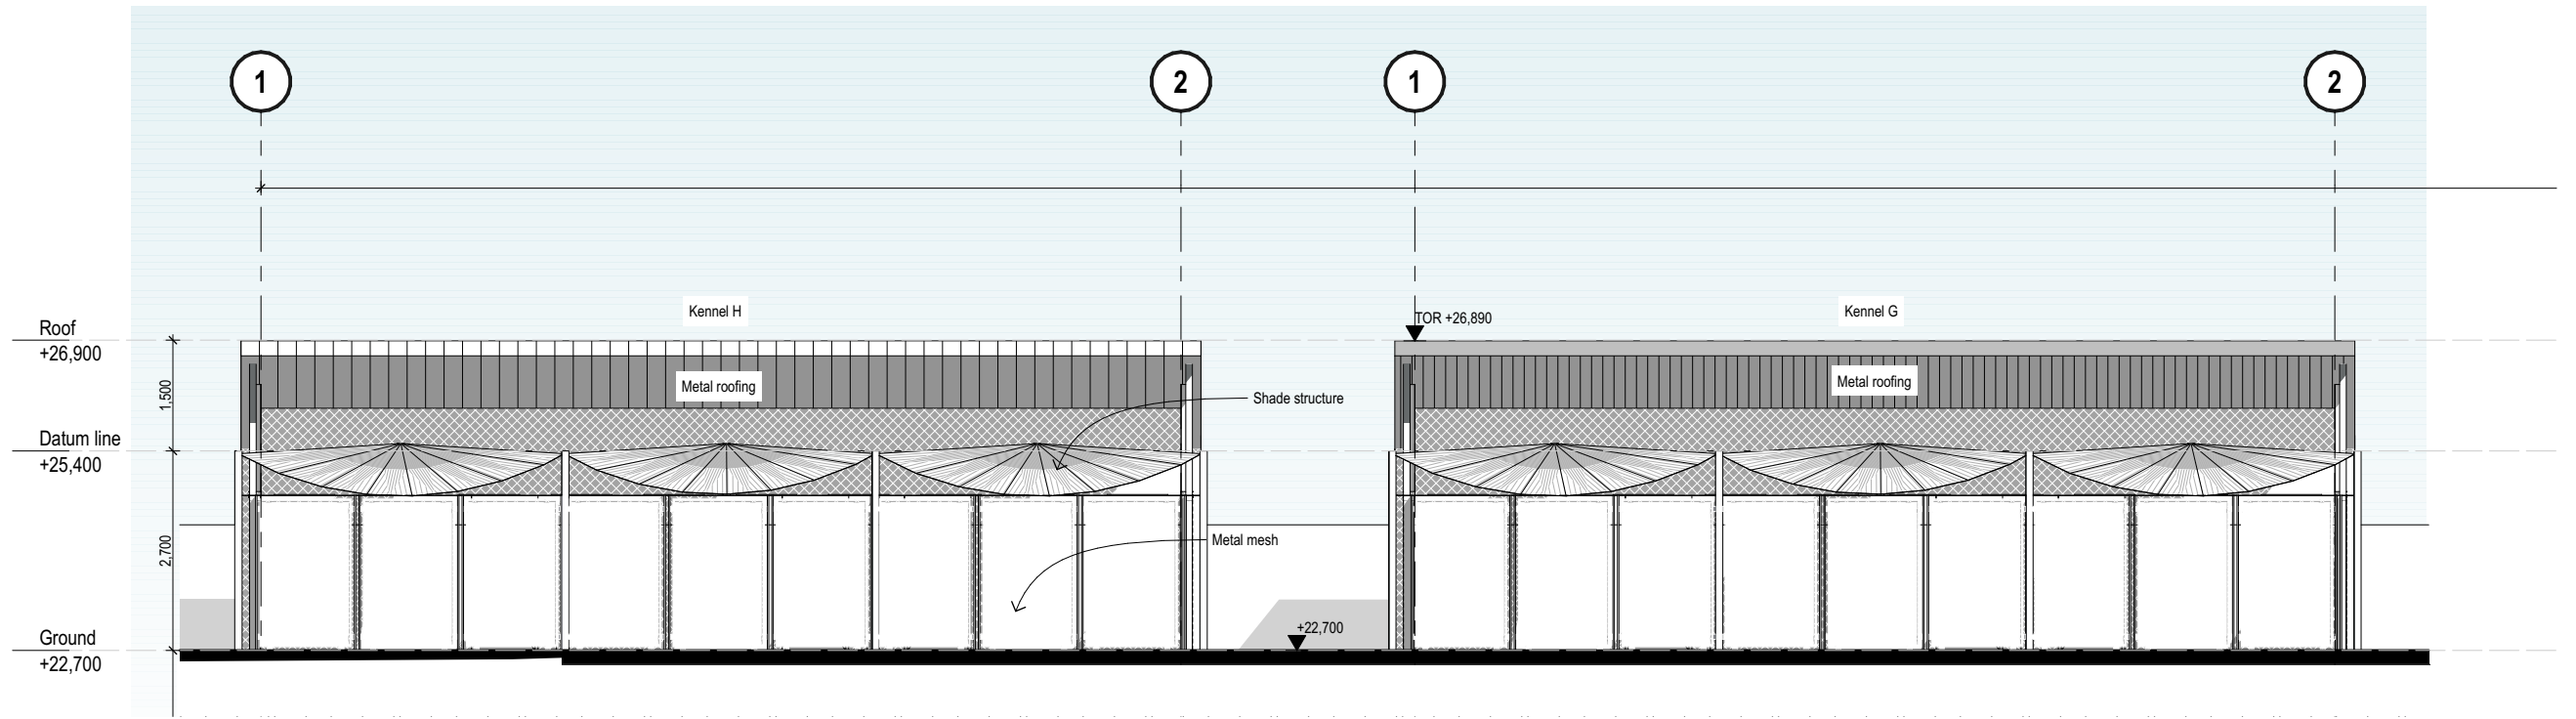 1
2
1
2
Kennel H
TOR +26,890
Kennel G
Roof
+26,900
1,500
Metal roofing
Metal roofing
Shade structure
Datum line
+25,400
2,700
Metal mesh
Ground
+22,700
+22,700